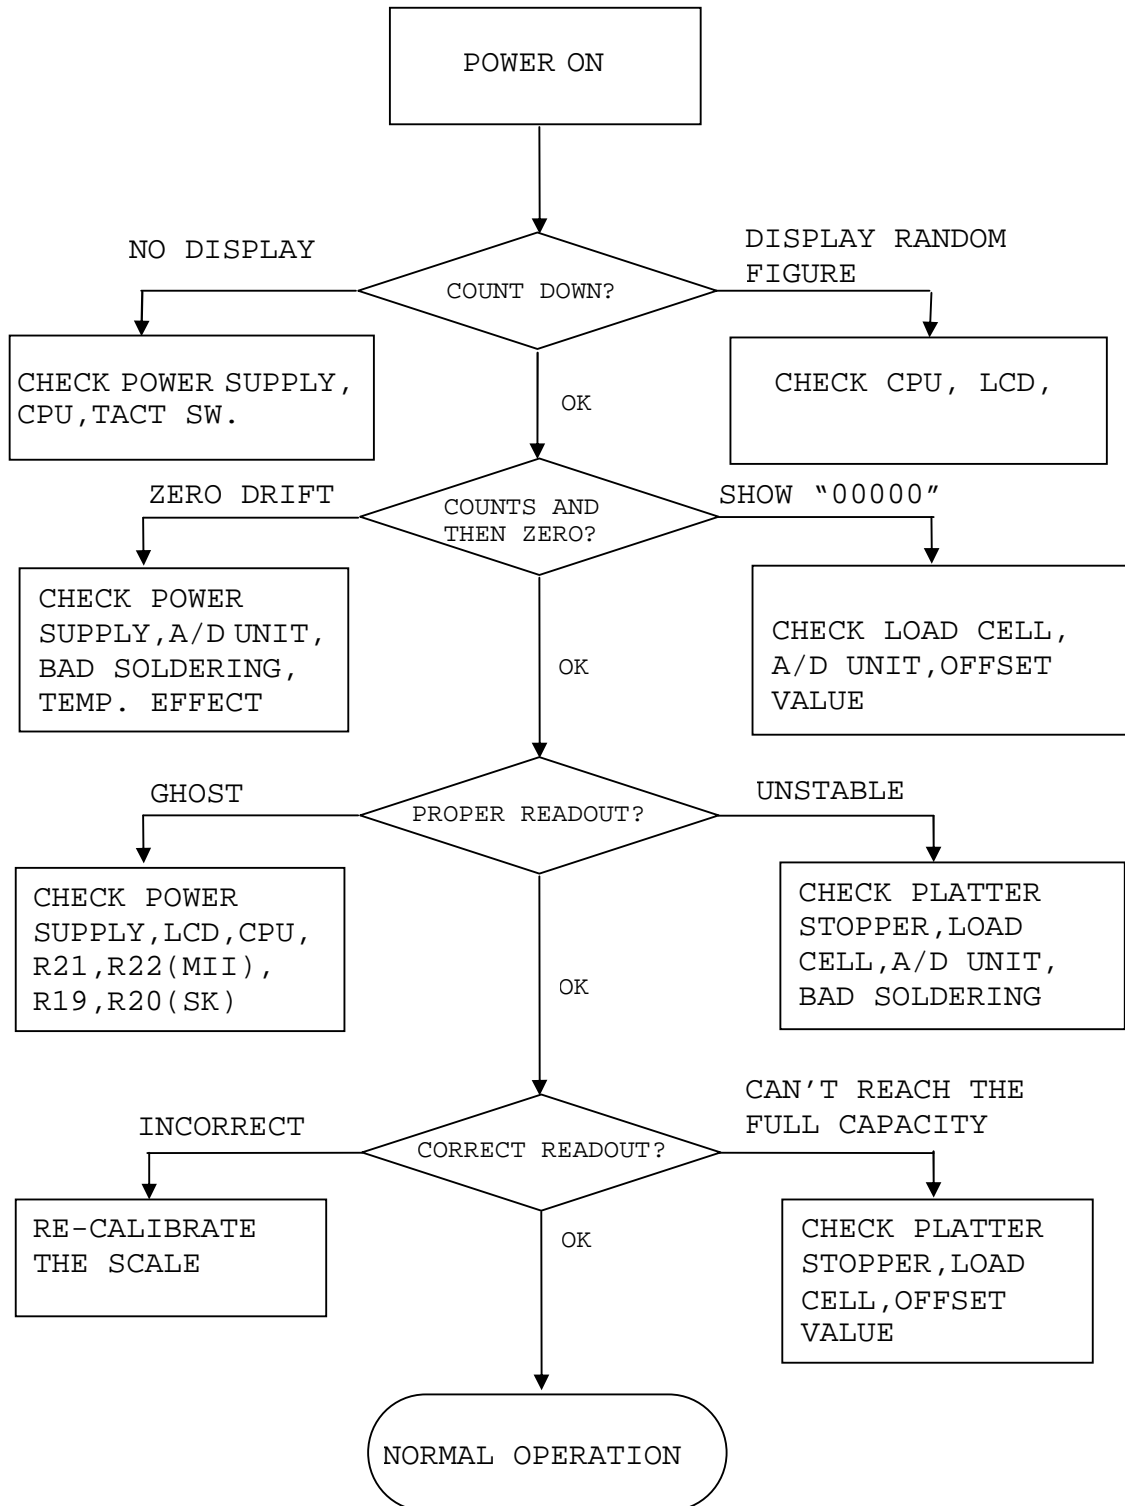 POWER ON
NO DISPLAY
DISPLAY RANDOM
FIGURE
COUNT DOWN?
CHECK POWER SUPPLY,
CPU,TACT SW.
CHECK CPU, LCD,
OK
ZERO DRIFT
COUNTS AND
THEN ZERO?
SHOW “00000”
CHECK POWER
SUPPLY,A/D UNIT,
BAD SOLDERING,
TEMP. EFFECT
CHECK LOAD CELL,
A/D UNIT,OFFSET
VALUE
OK
GHOST
PROPER READOUT?
UNSTABLE
CHECK POWER
SUPPLY,LCD,CPU,
R21,R22(MII),
R19,R20(SK)
CHECK PLATTER
STOPPER,LOAD
CELL,A/D UNIT,
BAD SOLDERING
OK
INCORRECT
CORRECT READOUT?
CAN’T REACH THE
FULL CAPACITY
RE-CALIBRATE
THE SCALE
CHECK PLATTER
STOPPER,LOAD
CELL,OFFSET
VALUE
OK
NORMAL OPERATION